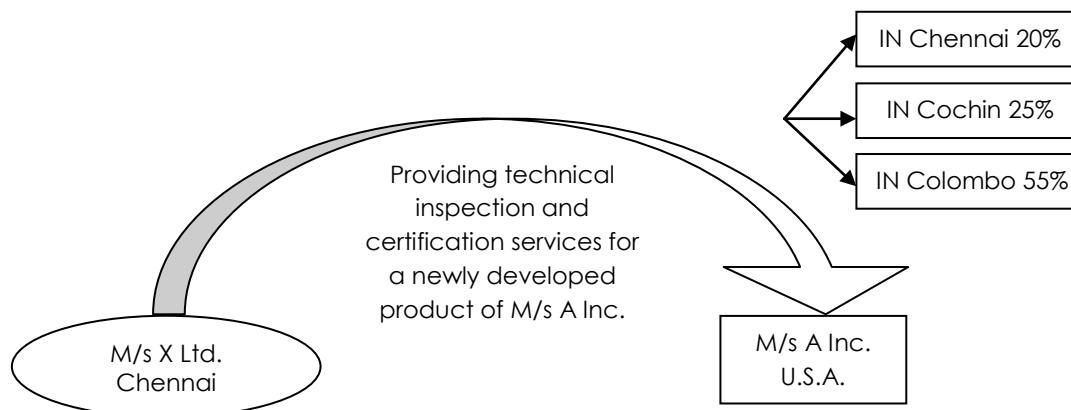 IN Chennai 20%
IN Cochin 25%
IN Colombo 55%
Providing technical
inspection and
certification services for
a newly developed
product of M/s A Inc.
M/s X Ltd.
Chennai
M/s A Inc.
U.S.A.